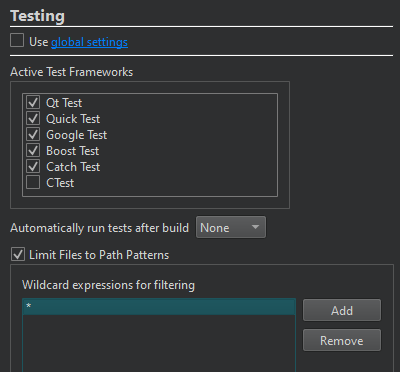 Testing
Use global settings
Active Test Frameworks
Qt Test
Quick Test
Google Test
Boost Test
Catch Test
CTest
Automatically run tests after build None
Limit Files to Path Patterns
Wildcard expressions for filtering
* Add
Remove